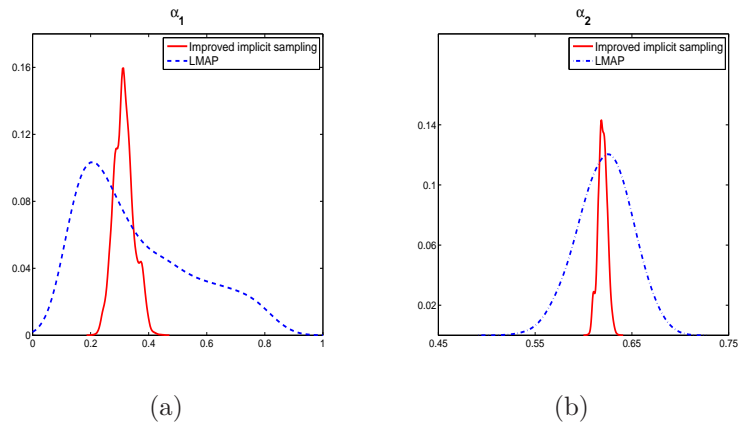 α1
Improved implicit sampling
LMAP
0.16
0.12
0.08
0.04
0
0
0.2
0.4
0.6
0.8
1
(a)
α2
Improved implicit sampling
LMAP
0.14
0.1
0.06
0.02
0.45
0.55
0.65
0.75
(b)